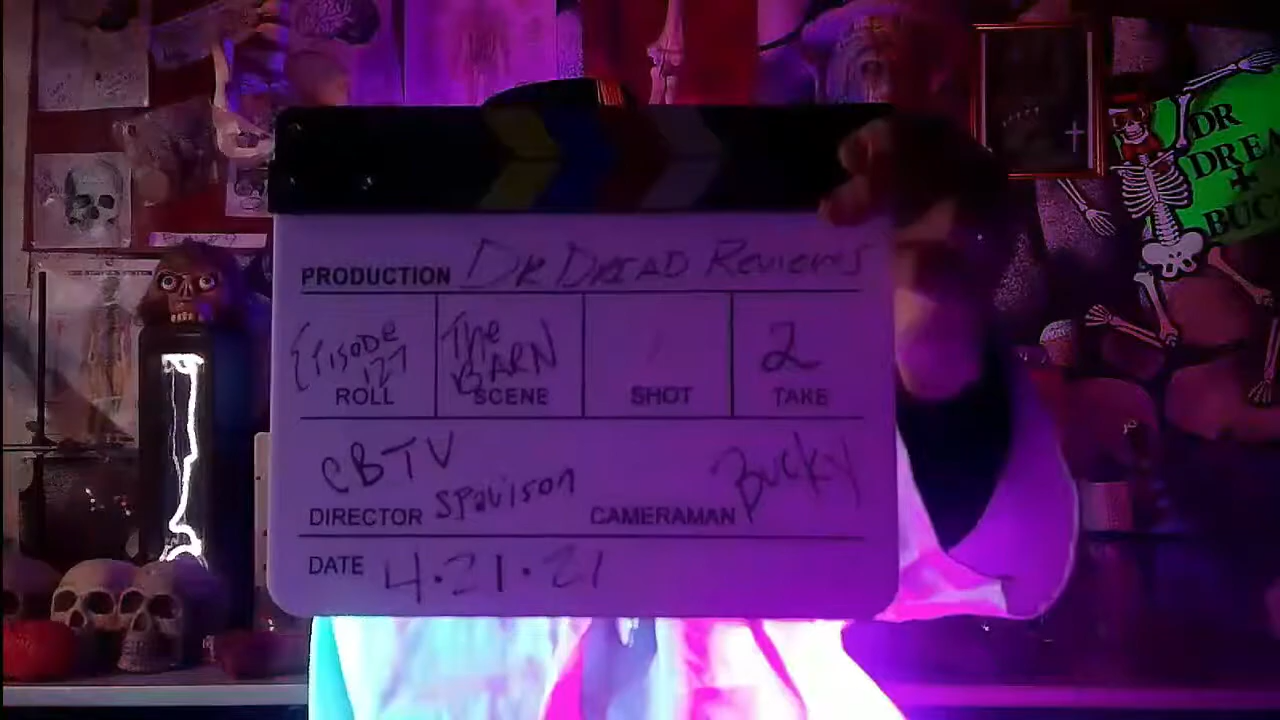 PRODUCTION Dr DREAD Reviews
Episode 127
ROLL
The BARN
SCENE
SHOT
2
TAKE
CBTV
DIRECTOR Spavison
CAMERAMAN Bucky
DATE 4.21.21
DR
DREA
+
BUC